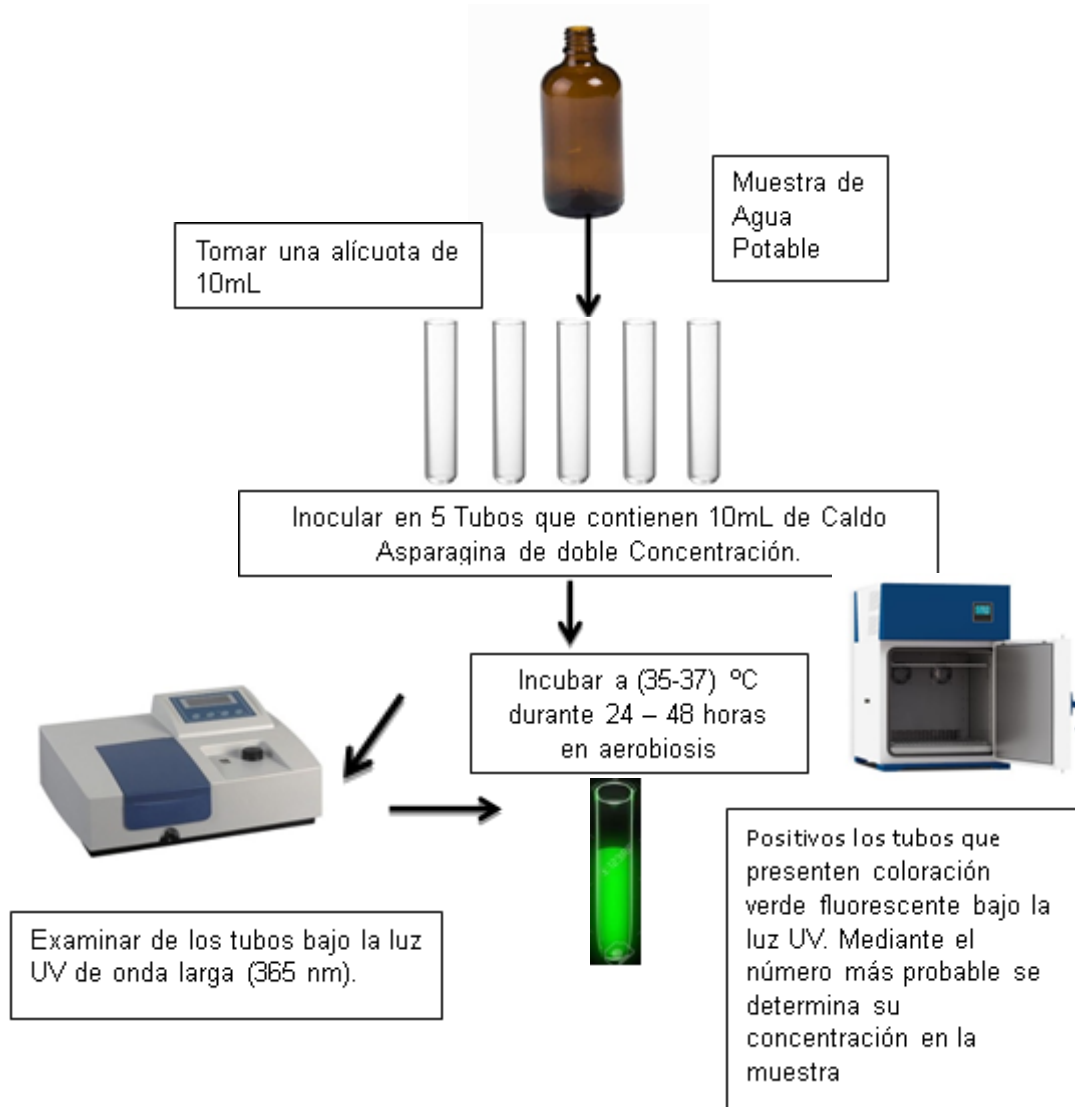 Muestra de
Agua
Potable
Tomar una alícuota de
10mL
Inocular en 5 Tubos que contienen 10mL de Caldo
Asparagina de doble Concentración.
Incubar a (35-37) ºC
durante 24 – 48 horas
en aerobiosis
Examinar de los tubos bajo la luz
UV de onda larga (365 nm).
Positivos los tubos que
presenten coloración
verde fluorescente bajo la
luz UV. Mediante el
número más probable se
determina su
concentración en la
muestra